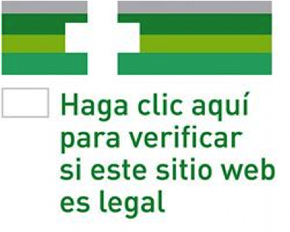 Haga clic aquí
para verificar
si este sitio web
es legal